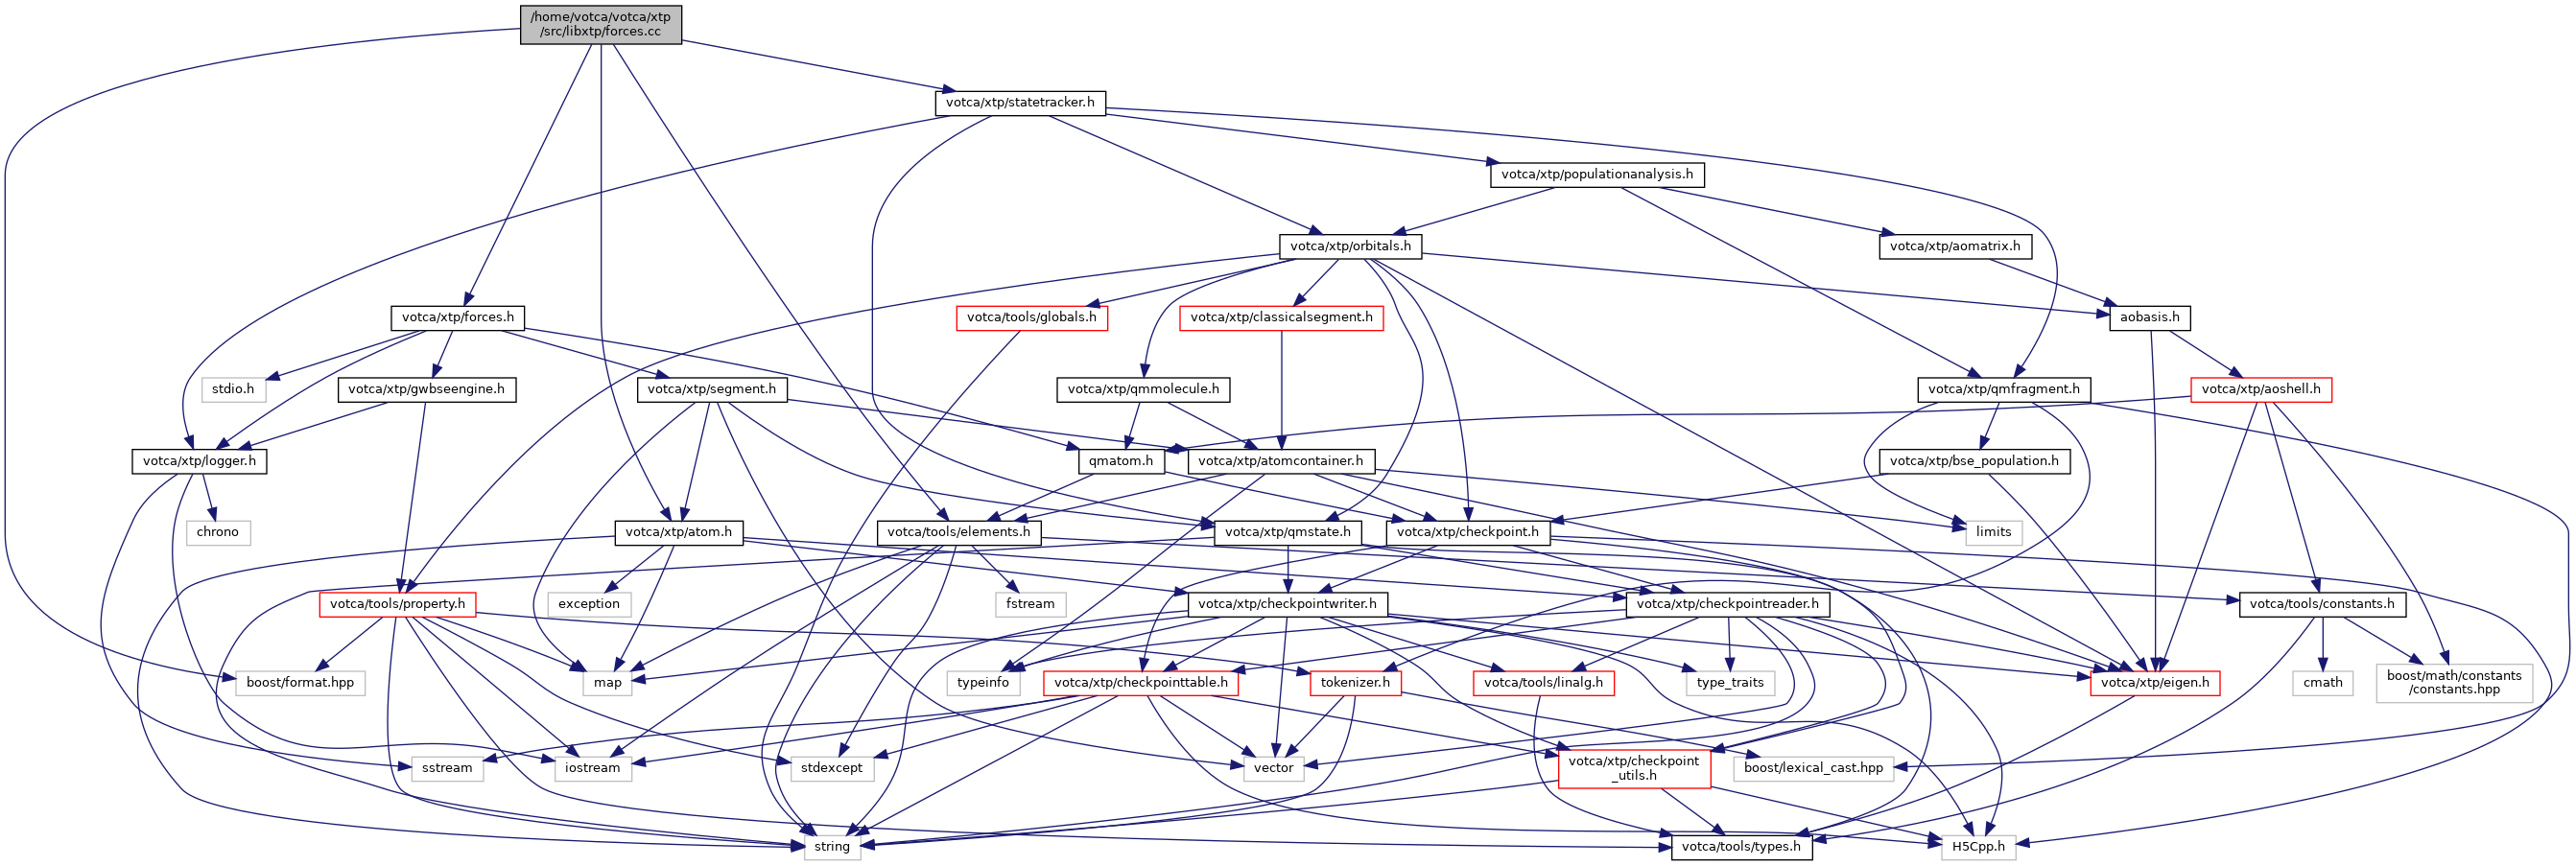 /home/votca/votca/xtp
/src/libxtp/forces.cc
votca/xtp/statetracker.h
votca/xtp/populationanalysis.h
votca/xtp/orbitals.h
votca/xtp/aomatrix.h
votca/xtp/forces.h
votca/tools/globals.h
votca/xtp/classicalsegment.h
aobasis.h
stdio.h
votca/xtp/gwbseengine.h
votca/xtp/segment.h
votca/xtp/qmmolecule.h
votca/xtp/qmfragment.h
votca/xtp/aoshell.h
votca/xtp/logger.h
qmatom.h
votca/xtp/atomcontainer.h
votca/xtp/bse_population.h
chrono
votca/xtp/atom.h
votca/tools/elements.h
votca/xtp/qmstate.h
votca/xtp/checkpoint.h
limits
votca/tools/property.h
exception
fstream
votca/xtp/checkpointwriter.h
votca/xtp/checkpointreader.h
votca/tools/constants.h
boost/format.hpp
map
typeinfo
votca/xtp/checkpointtable.h
tokenizer.h
votca/tools/linalg.h
type_traits
votca/xtp/eigen.h
cmath
boost/math/constants
/constants.hpp
sstream
iostream
stdexcept
vector
votca/xtp/checkpoint
_utils.h
boost/lexical_cast.hpp
string
votca/tools/types.h
H5Cpp.h